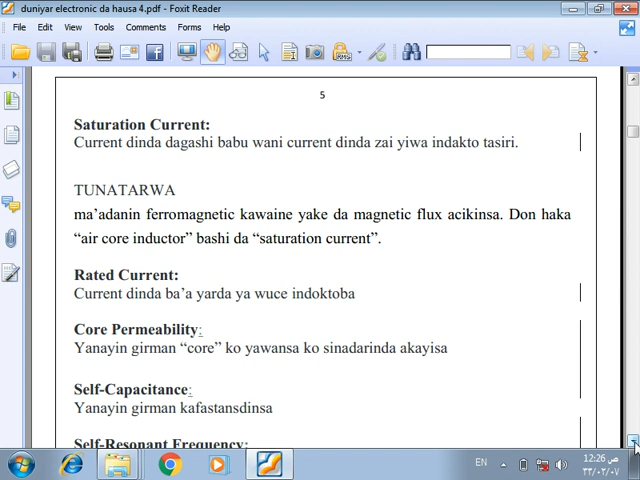 duniyar electronic da hausa 4.pdf - Foxit Reader
File Edit View Tools Comments Forms Help
5
Saturation Current:
Current dinda dagashi babu wani current dinda zai yiwa indakto tasiri.
TUNATARWA
ma’adanin ferromagnetic kawaine yake da magnetic flux acikinsa. Don haka
“air core inductor” bashi da “saturation current”.
Rated Current:
Current dinda ba’a yarda ya wuce indoktoba
Core Permeability:
Yanayin girman “core” ko yawansa ko sinadarinda akayisa
Self-Capacitance:
Yanayin girman kafastansdinsa
Self-Resonant Frequency:
EN
12:26 ص